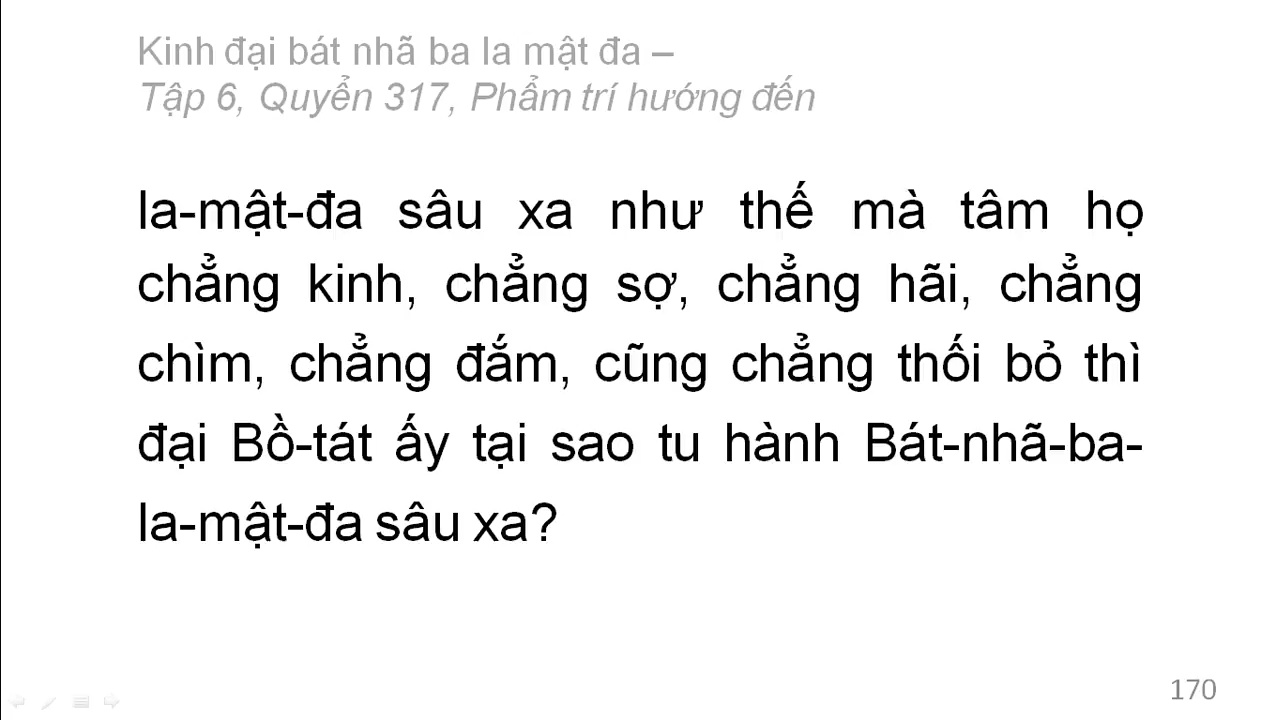 Kinh đại bát nhã ba la mật đa –
Tập 6, Quyển 317, Phẩm trí hướng đến
la-mật-đa sâu xa như thế mà tâm họ
chẳng kinh, chẳng sợ, chẳng hãi, chẳng
chìm, chẳng đắm, cũng chẳng thối bỏ thì
đại Bồ-tát ấy tại sao tu hành Bát-nhã-ba-
la-mật-đa sâu xa?
170